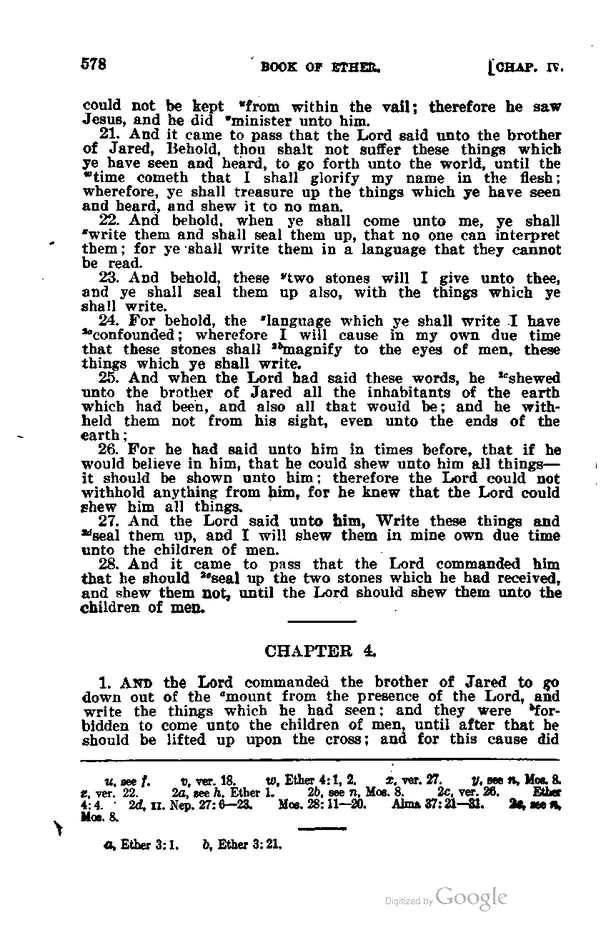 578 BOOK OF ETHER. [CHAP. IV.
could not be kept ᵘfrom within the vail; therefore he saw
Jesus, and he did ᵛminister unto him.
21. And it came to pass that the Lord said unto the brother
of Jared, Behold, thou shalt not suffer these things which
ye have seen and heard, to go forth unto the world, until the
ʷtime cometh that I shall glorify my name in the flesh;
wherefore, ye shall treasure up the things which ye have seen
and heard, and shew it to no man.
22. And behold, when ye shall come unto me, ye shall
ˣwrite them and shall seal them up, that no one can interpret
them; for ye shall write them in a language that they cannot
be read.
23. And behold, these ʸtwo stones will I give unto thee,
and ye shall seal them up also, with the things which ye
shall write.
24. For behold, the ᶻlanguage which ye shall write I have
²ᵃconfounded; wherefore I will cause in my own due time
that these stones shall ²ᵇmagnify to the eyes of men, these
things which ye shall write.
25. And when the Lord had said these words, he ²ᶜshewed
unto the brother of Jared all the inhabitants of the earth
which had been, and also all that would be; and he with-
held them not from his sight, even unto the ends of the
earth;
26. For he had said unto him in times before, that if he
would believe in him, that he could shew unto him all things—
it should be shown unto him; therefore the Lord could not
withhold anything from him, for he knew that the Lord could
shew him all things.
27. And the Lord said unto him, Write these things and
²ᵈseal them up, and I will shew them in mine own due time
unto the children of men.
28. And it came to pass that the Lord commanded him
that he should ²ᵉseal up the two stones which he had received,
and shew them not, until the Lord should shew them unto the
children of men.
CHAPTER 4.
1. AND the Lord commanded the brother of Jared to go
down out of the ᵃmount from the presence of the Lord, and
write the things which he had seen; and they were ᵇfor-
bidden to come unto the children of men, until after that he
should be lifted up upon the cross; and for this cause did
u, see f. v, ver. 18. w, Ether 4:1, 2. x, ver. 27. y, see n, Mos. 8.
z, ver. 22. 2a, see h, Ether 1. 2b, see n, Mos. 8. 2c, ver. 26. Ether
4:4. 2d, II. Nep. 27:6—23. Mos. 28:11—20. Alma 37:21—31. 2e, see n,
Mos. 8.
a, Ether 3:1. b, Ether 3:21.
Digitized by Google